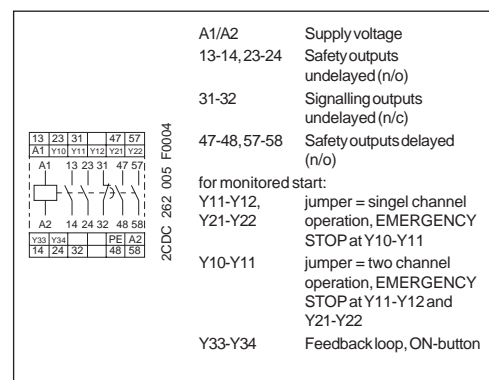 13 23 31 47 57
A1 Y10 Y11 Y12 Y21 Y22
A1 13 23 31 47 57
A2 14 24 32 48 58
Y33 Y34 PE A2
14 24 32 48 58
2CDC 262 005 F0004
A1/A2 Supply voltage
13-14, 23-24 Safety outputs
undelayed (n/o)
31-32 Signalling outputs
undelayed (n/c)
47-48, 57-58 Safety outputs delayed
(n/o)
for monitored start:
Y11-Y12, jumper = singel channel
Y21-Y22 operation, EMERGENCY
STOP at Y10-Y11
Y10-Y11 jumper = two channel
operation, EMERGENCY
STOP at Y11-Y12 and
Y21-Y22
Y33-Y34 Feedback loop, ON-button